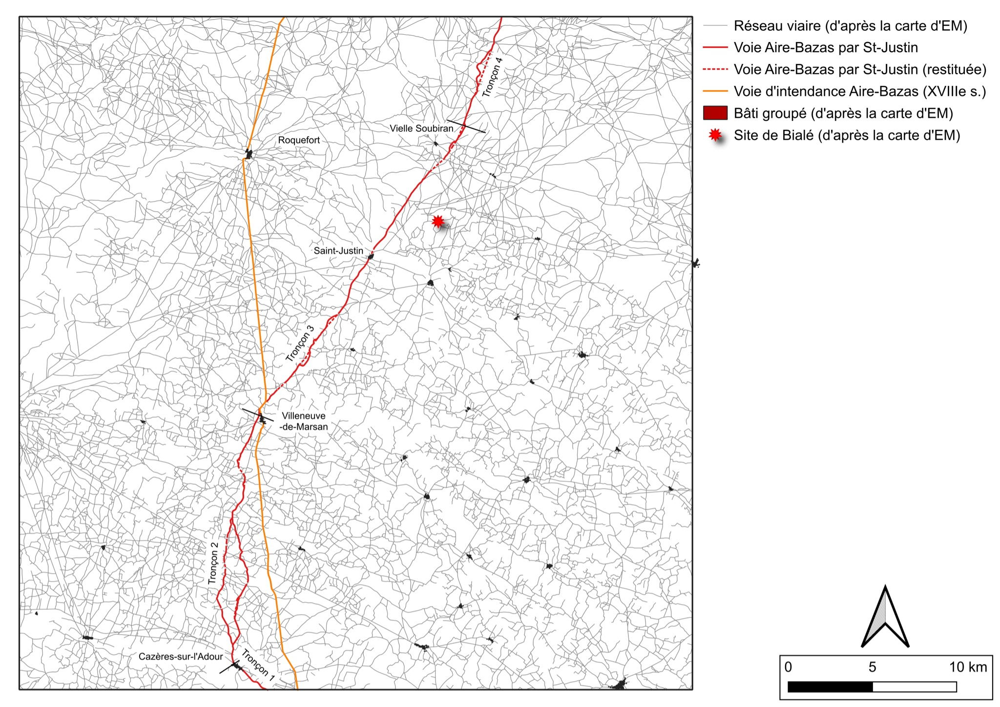 Réseau viaire (d'après la carte d'EM)
Voie Aire-Bazas par St-Justin
Voie Aire-Bazas par St-Justin (restituée)
Voie d'intendance Aire-Bazas (XVIIIe s.)
Bâti groupé (d'après la carte d'EM)
Site de Bialé (d'après la carte d'EM)
Tronçon 4
Vielle Soubiran
Roquefort
Saint-Justin
Tronçon 3
Villeneuve
-de-Marsan
Tronçon 2
Cazères-sur-l'Adour
Tronçon 1
0 5 10 km